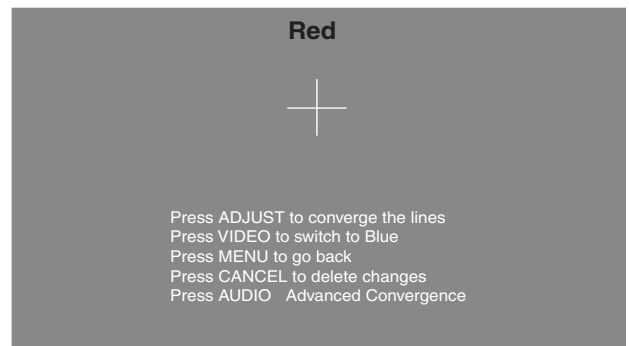 Red
Press ADJUST to converge the lines
Press VIDEO to switch to Blue
Press MENU to go back
Press CANCEL to delete changes
Press AUDIO Advanced Convergence